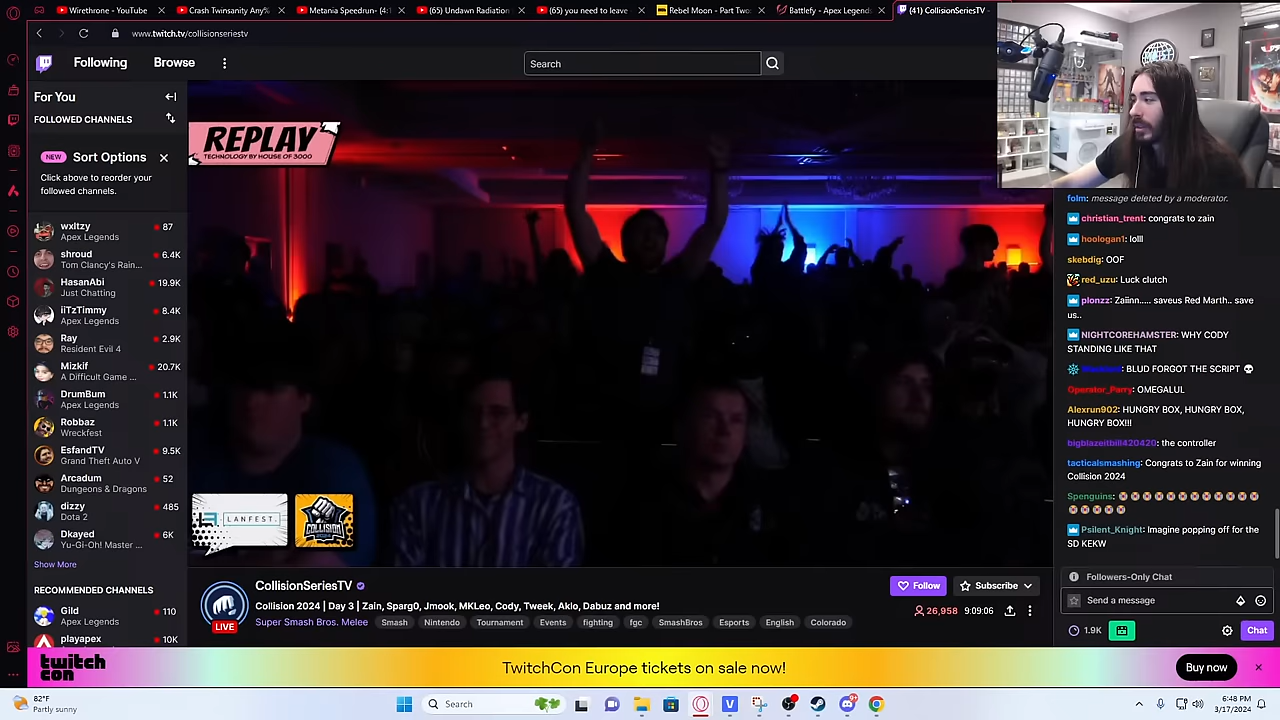 Wirethrone - YouTube
Crash Twinsanity Any%
Metania Speedrun- (4:
(65) Undawn Radiation
(65) you need to leave
Rebel Moon - Part Two:
Battlefy - Apex Legends
(41) CollisionSeriesTV
www.twitch.tv/collisionseriestv
Following
Browse
Search
For You
FOLLOWED CHANNELS
NEW
Sort Options
Click above to reorder your
followed channels.
wxltzy
87
Apex Legends
shroud
6.4K
Tom Clancy's Rain...
HasanAbi
19.9K
Just Chatting
iiTzTimmy
8.4K
Apex Legends
Ray
2.9K
Resident Evil 4
Mizkif
20.7K
A Difficult Game ...
DrumBum
1.1K
Apex Legends
Robbaz
1.1K
Wreckfest
EsfandTV
9.5K
Grand Theft Auto V
Arcadum
52
Dungeons & Dragons
dizzy
485
Dota 2
Dkayed
6K
Yu-Gi-Oh! Master ...
Show More
RECOMMENDED CHANNELS
Gild
110
playapex
10K
REPLAY
TECHNOLOGY BY HOUSE OF 3000
LANFEST.
COLLISION
LIVE
CollisionSeriesTV
Follow
Subscribe
Collision 2024 | Day 3 | Zain, Sparg0, Jmook, MKLeo, Cody, Tweek, Akio, Dabuz and more!
Super Smash Bros. Melee
Smash
Nintendo
Tournament
Events
fighting
fgc
SmashBros
Esports
English
Colorado
26,958
9:09:06
folm: message deleted by a moderator.
christian_trent: congrats to zain
hoologan1: lolll
skebdig: OOF
red_uzu: Luck clutch
plonzz: Zaiinn..... saveus Red Marth.. save
us..
NIGHTCOREHAMSTER: WHY CODY
STANDING LIKE THAT
: BLUD FORGOT THE SCRIPT
Operator_Parry: OMEGALUL
Alexrun902: HUNGRY BOX, HUNGRY BOX,
HUNGRY BOX!!!
bigblazeitbill420420: the controller
tacticalsmashing: Congrats to Zain for winning
Collision 2024
Spenguins:
Psilent_Knight: Imagine popping off for the
SD KEKW
Followers-Only Chat
Send a message
1.9K
Chat
twitch
con
TwitchCon Europe tickets on sale now!
Buy now
82°F
Partly sunny
Search
6:48 PM
3/17/2024